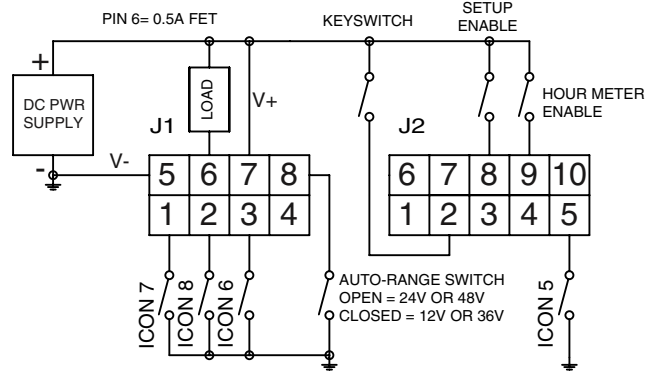 PIN 6= 0.5A FET
KEYSWITCH
SETUP
ENABLE
+
DC PWR
SUPPLY
-
LOAD
V+
HOUR METER
ENABLE
J1
J2
V-
5 6 7 8
1 2 3 4
6 7 8 9 10
1 2 3 4 5
ICON 7
ICON 8
ICON 6
AUTO-RANGE SWITCH
OPEN = 24V OR 48V
CLOSED = 12V OR 36V
ICON 5